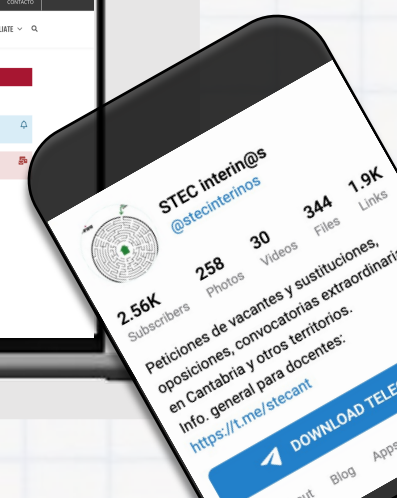 CONTACTO
LIATE
STEC interin@s
@stecinterinos
2.56K 258 30 344 1.9K
Subscribers Photos Videos Files Links
Peticiones de vacantes y sustituciones,
oposiciones, convocatorias extraordinari
en Cantabria y otros territorios.
Info. general para docentes:
https://t.me/stecant
DOWNLOAD TELE
out Blog Apps